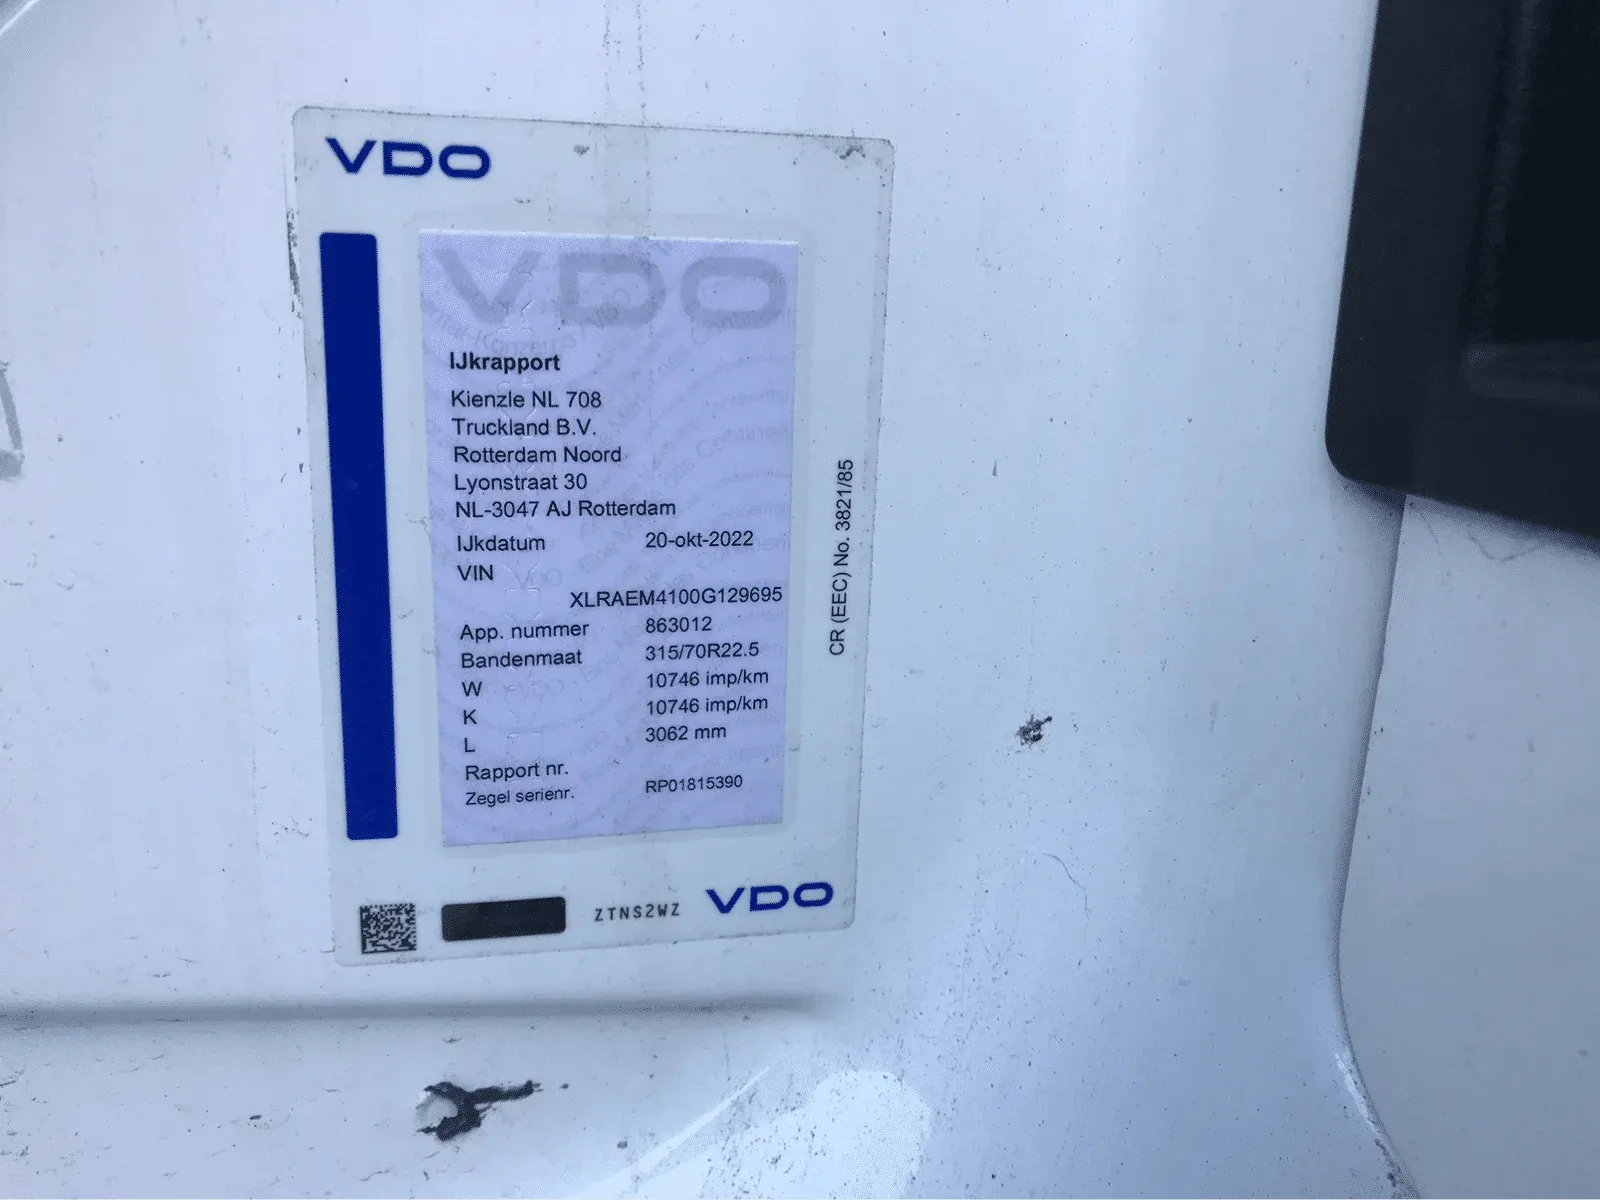 VDO
VDO
IJkrapport
Kienzle NL 708
Truckland B.V.
Rotterdam Noord
Lyonstraat 30
NL-3047 AJ Rotterdam
IJkdatum 20-okt-2022
VIN
XLRAEM4100G129695
App. nummer 863012
Bandenmaat 315/70R22.5
W 10746 imp/km
K 10746 imp/km
L 3062 mm
Rapport nr.
Zegel serienr. RP01815390
CR (EEC) No. 3821/85
ZTNS2WZ
VDO